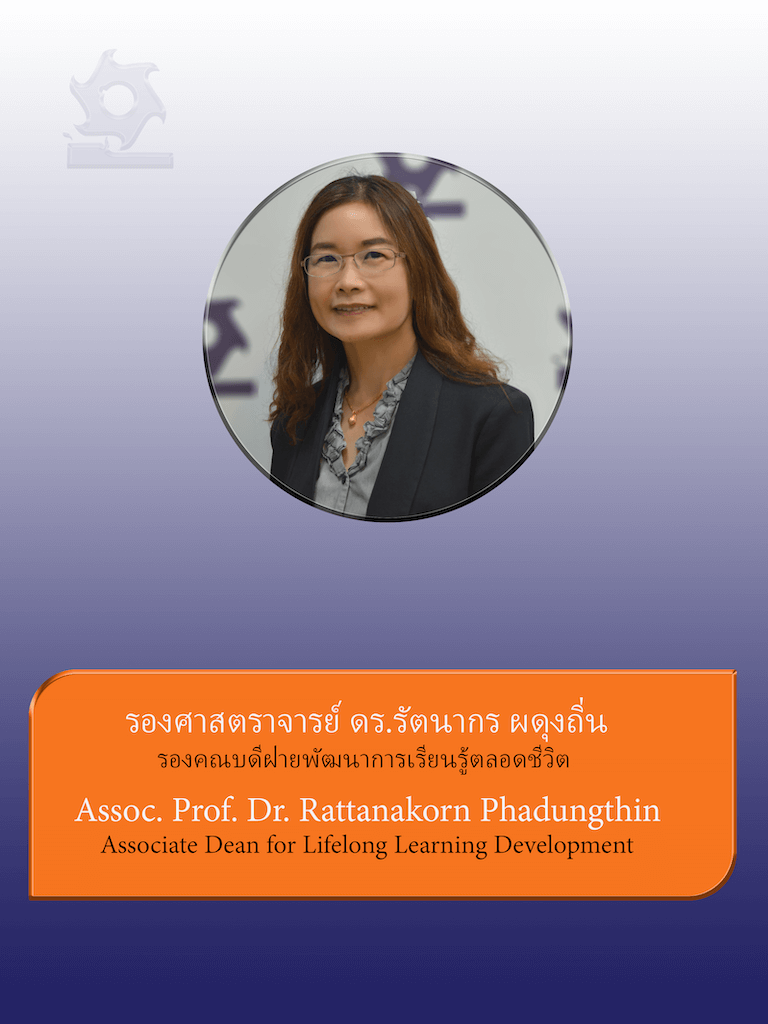 รองศาสตราจารย์ ดร.รัตนากร ผดุงถิ่น
รองคณบดีฝ่ายพัฒนาการเรียนรู้ตลอดชีวิต
Assoc. Prof. Dr. Rattanakorn Phadungthin
Associate Dean for Lifelong Learning Development